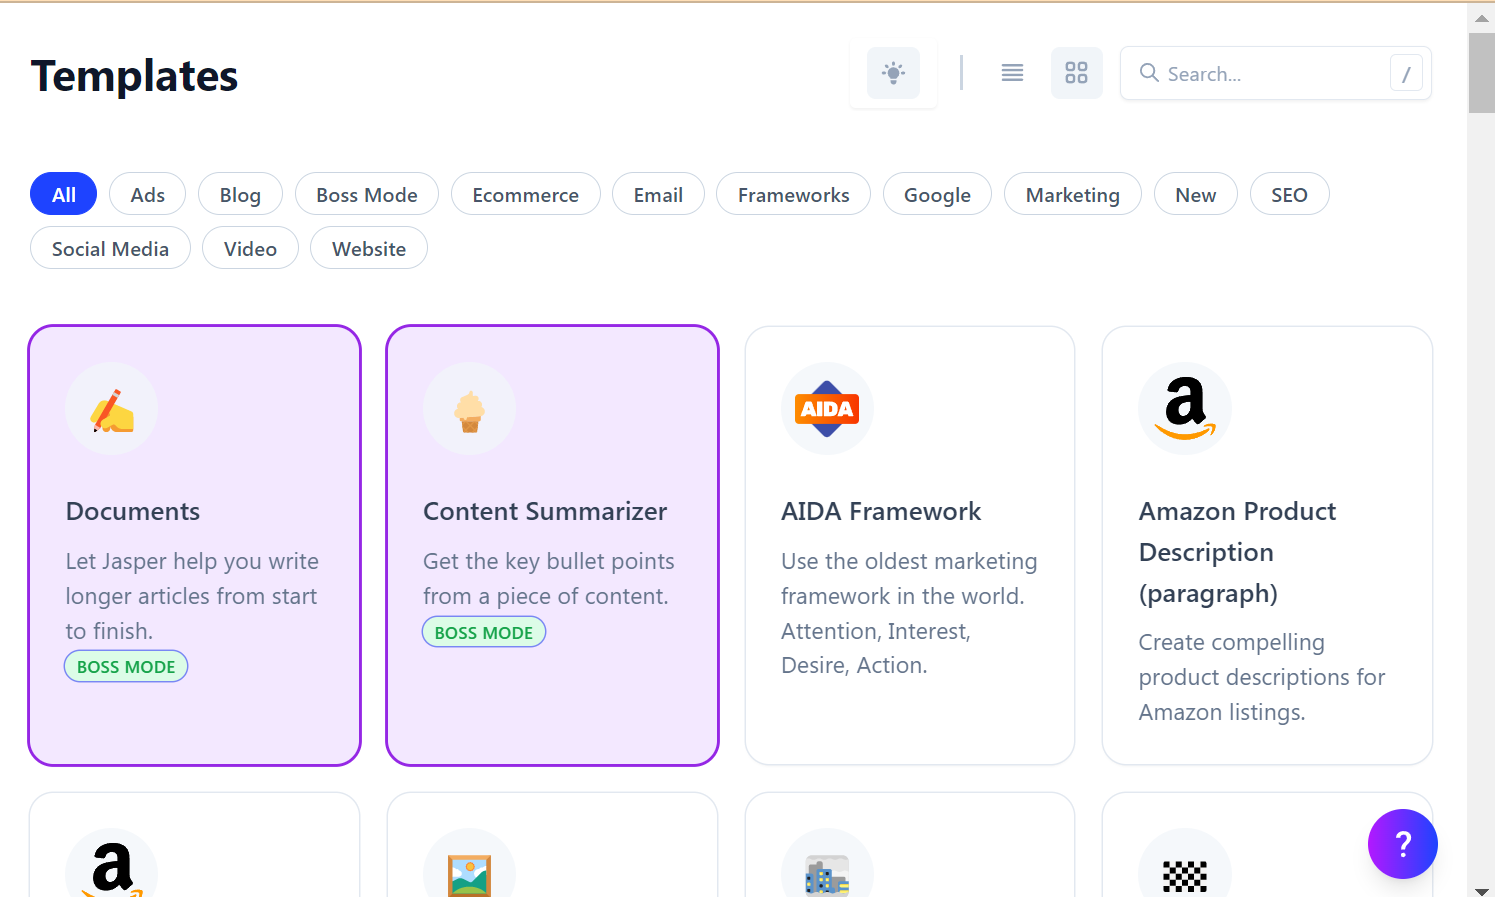 Templates
Search...
/
All
Ads
Blog
Boss Mode
Ecommerce
Email
Frameworks
Google
Marketing
New
SEO
Social Media
Video
Website
Documents
Let Jasper help you write
longer articles from start
to finish.
BOSS MODE
Content Summarizer
Get the key bullet points
from a piece of content.
BOSS MODE
AIDA
AIDA Framework
Use the oldest marketing
framework in the world.
Attention, Interest,
Desire, Action.
a
Amazon Product
Description
(paragraph)
Create compelling
product descriptions for
Amazon listings.
a
?